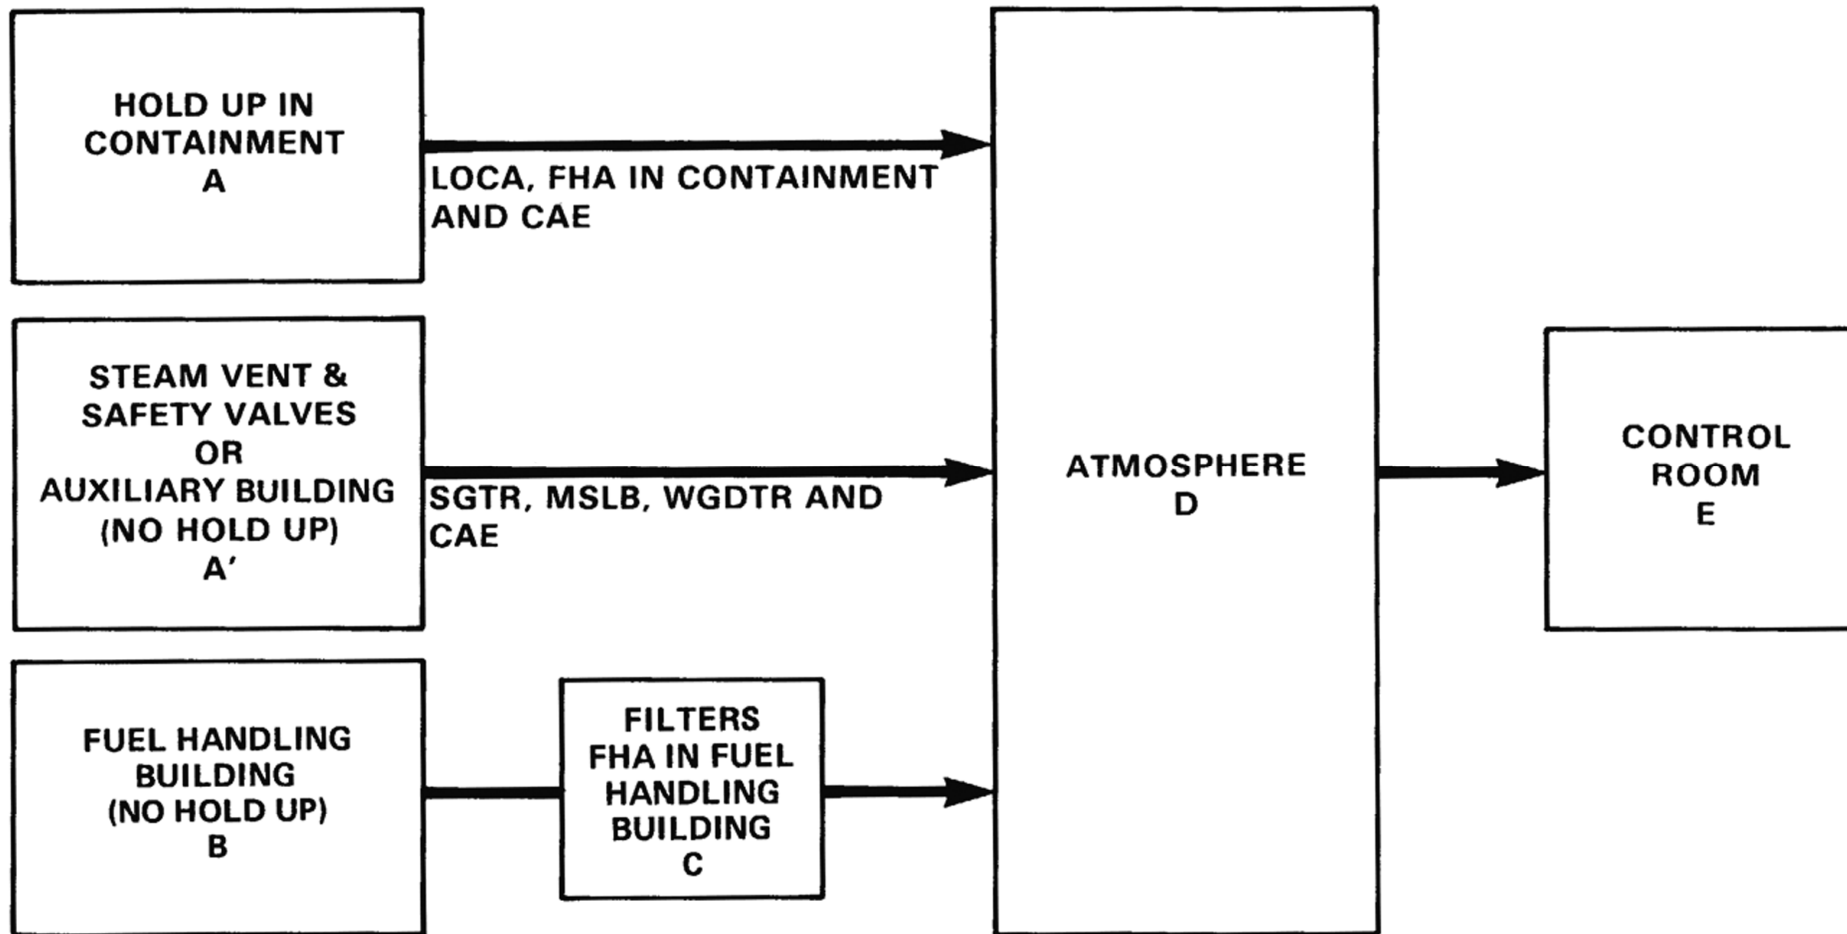 HOLD UP IN
CONTAINMENT
A
LOCA, FHA IN CONTAINMENT
AND CAE
STEAM VENT &
SAFETY VALVES
OR
AUXILIARY BUILDING
(NO HOLD UP)
A′
SGTR, MSLB, WGDTR AND
CAE
FUEL HANDLING
BUILDING
(NO HOLD UP)
B
FILTERS
FHA IN FUEL
HANDLING
BUILDING
C
ATMOSPHERE
D
CONTROL
ROOM
E